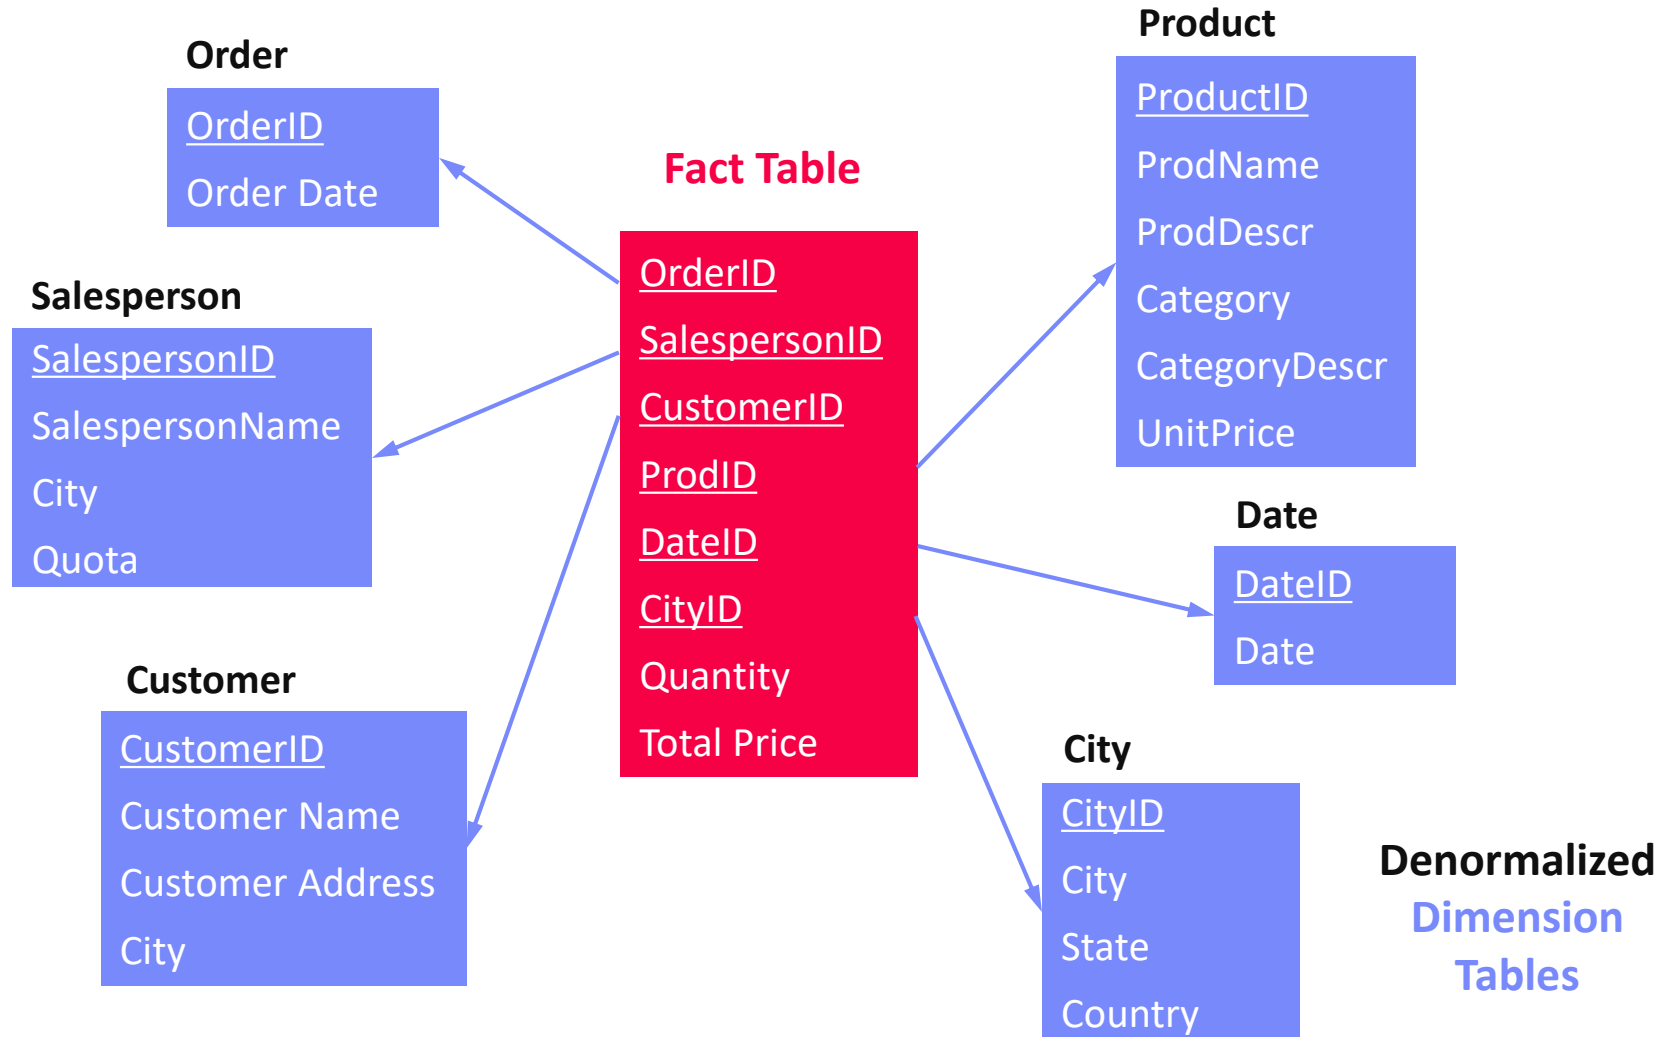 Order
OrderID
Order Date
Salesperson
SalespersonID
SalespersonName
City
Quota
Customer
CustomerID
Customer Name
Customer Address
City
Fact Table
OrderID
SalespersonID
CustomerID
ProdID
DateID
CityID
Quantity
Total Price
Product
ProductID
ProdName
ProdDescr
Category
CategoryDescr
UnitPrice
Date
DateID
Date
City
CityID
City
State
Country
Denormalized
Dimension
Tables